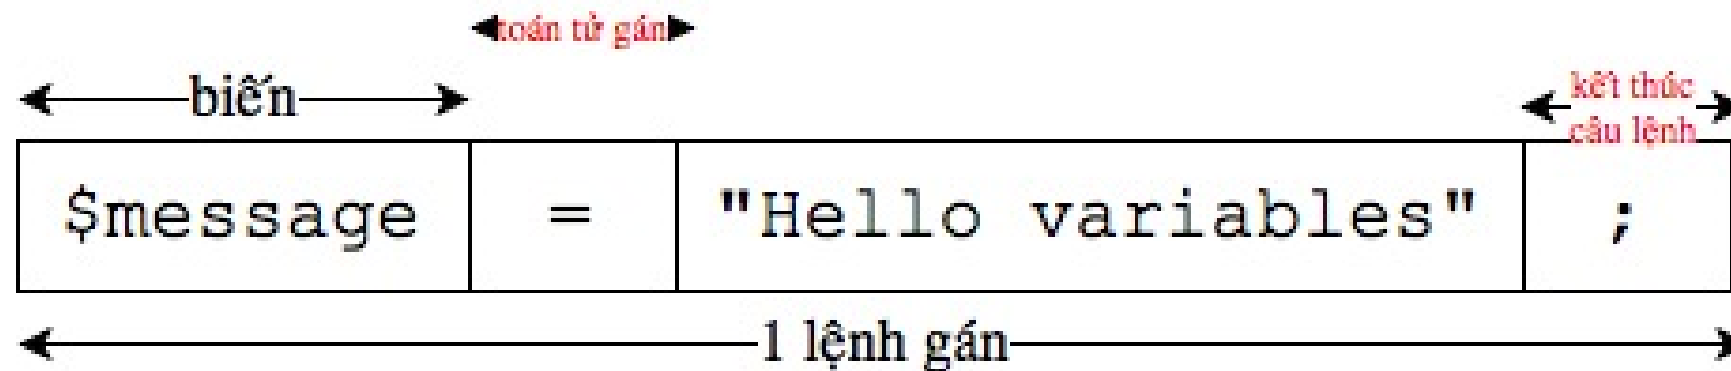 toán tử gán
biến
kết thúc
câu lệnh
$message = "Hello variables" ;
1 lệnh gán